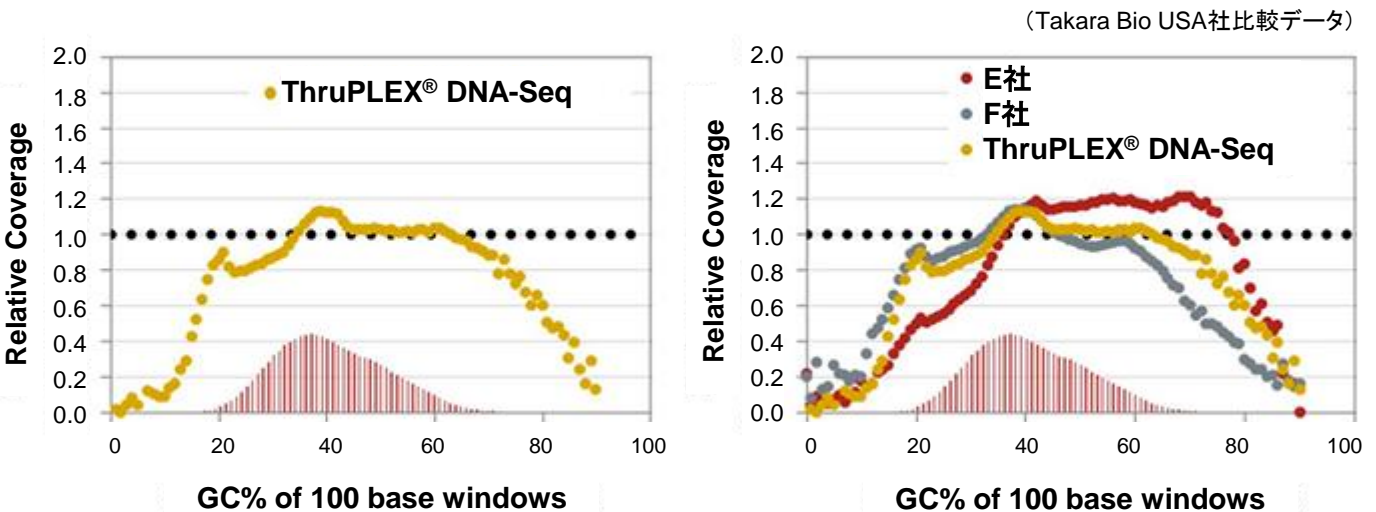 （Takara Bio USA社比較データ）
2.0
1.8
1.6
1.4
1.2
1.0
0.8
0.6
0.4
0.2
0.0
Relative Coverage
ThruPLEX® DNA-Seq
0 20 40 60 80 100
GC% of 100 base windows
2.0
1.8
1.6
1.4
1.2
1.0
0.8
0.6
0.4
0.2
0.0
Relative Coverage
E社
F社
ThruPLEX® DNA-Seq
0 20 40 60 80 100
GC% of 100 base windows